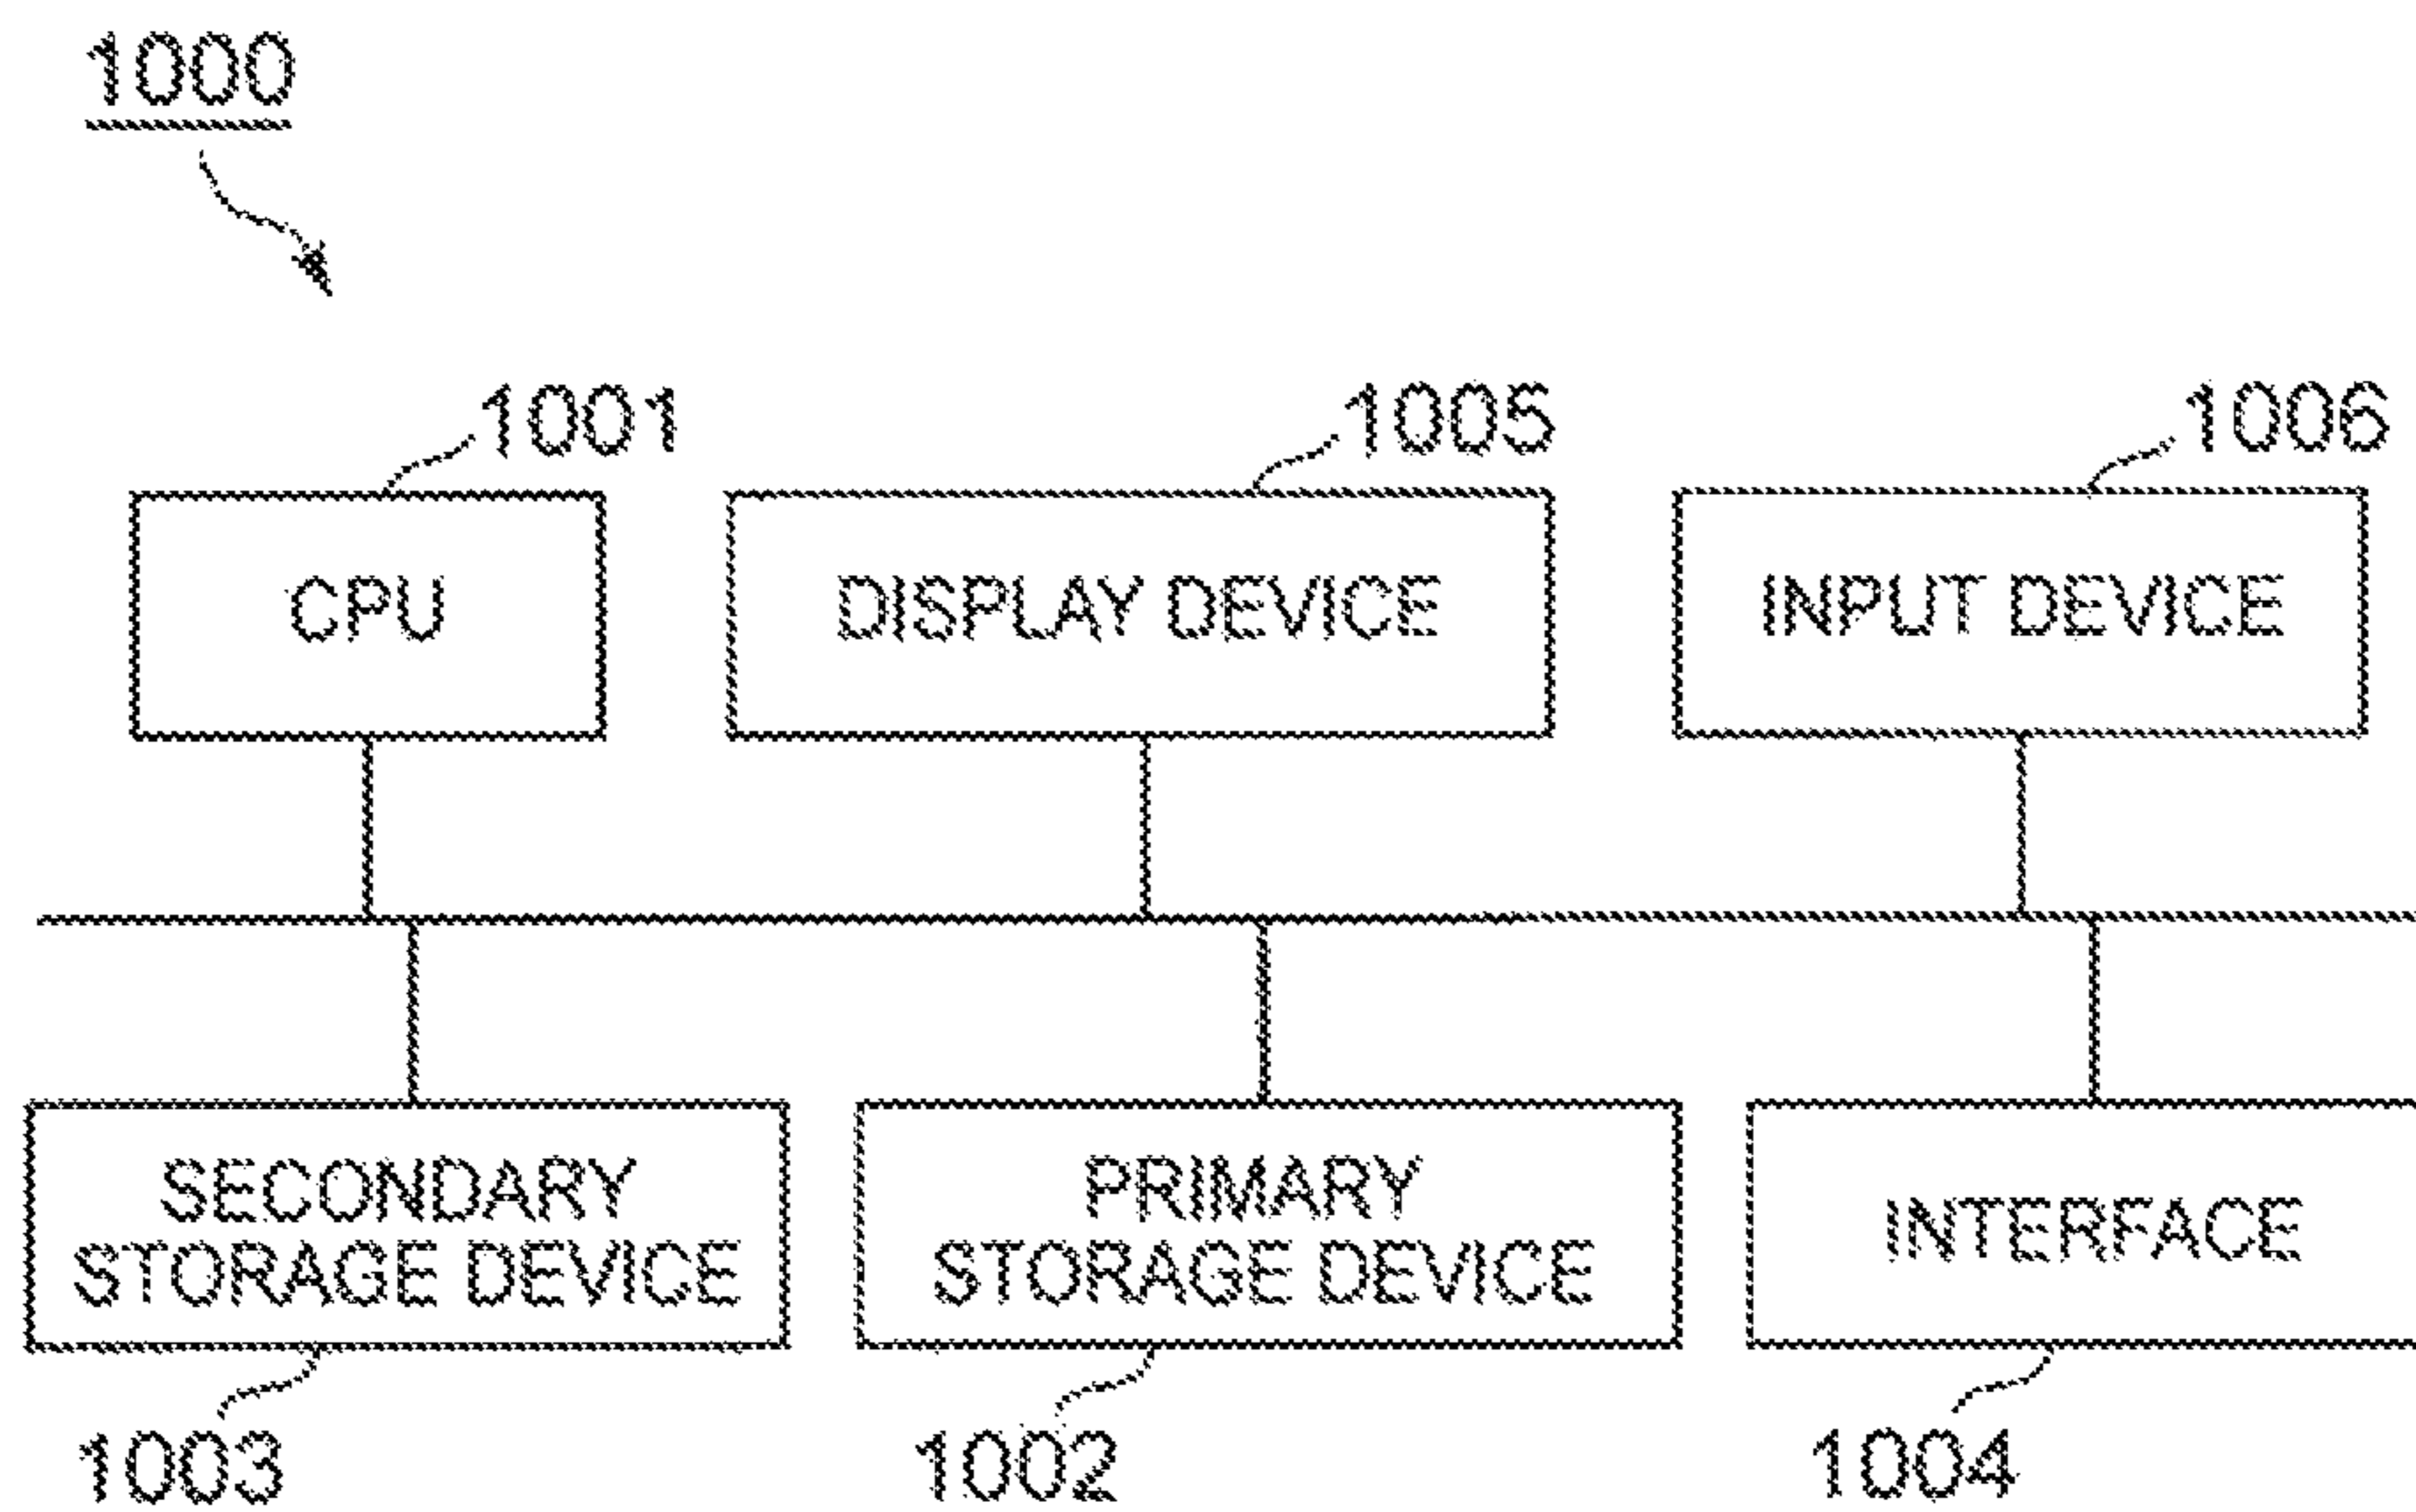 1000
1001
1005
1006
CPU
DISPLAY DEVICE
INPUT DEVICE
SECONDARY
STORAGE DEVICE
PRIMARY
STORAGE DEVICE
INTERFACE
1003
1002
1004